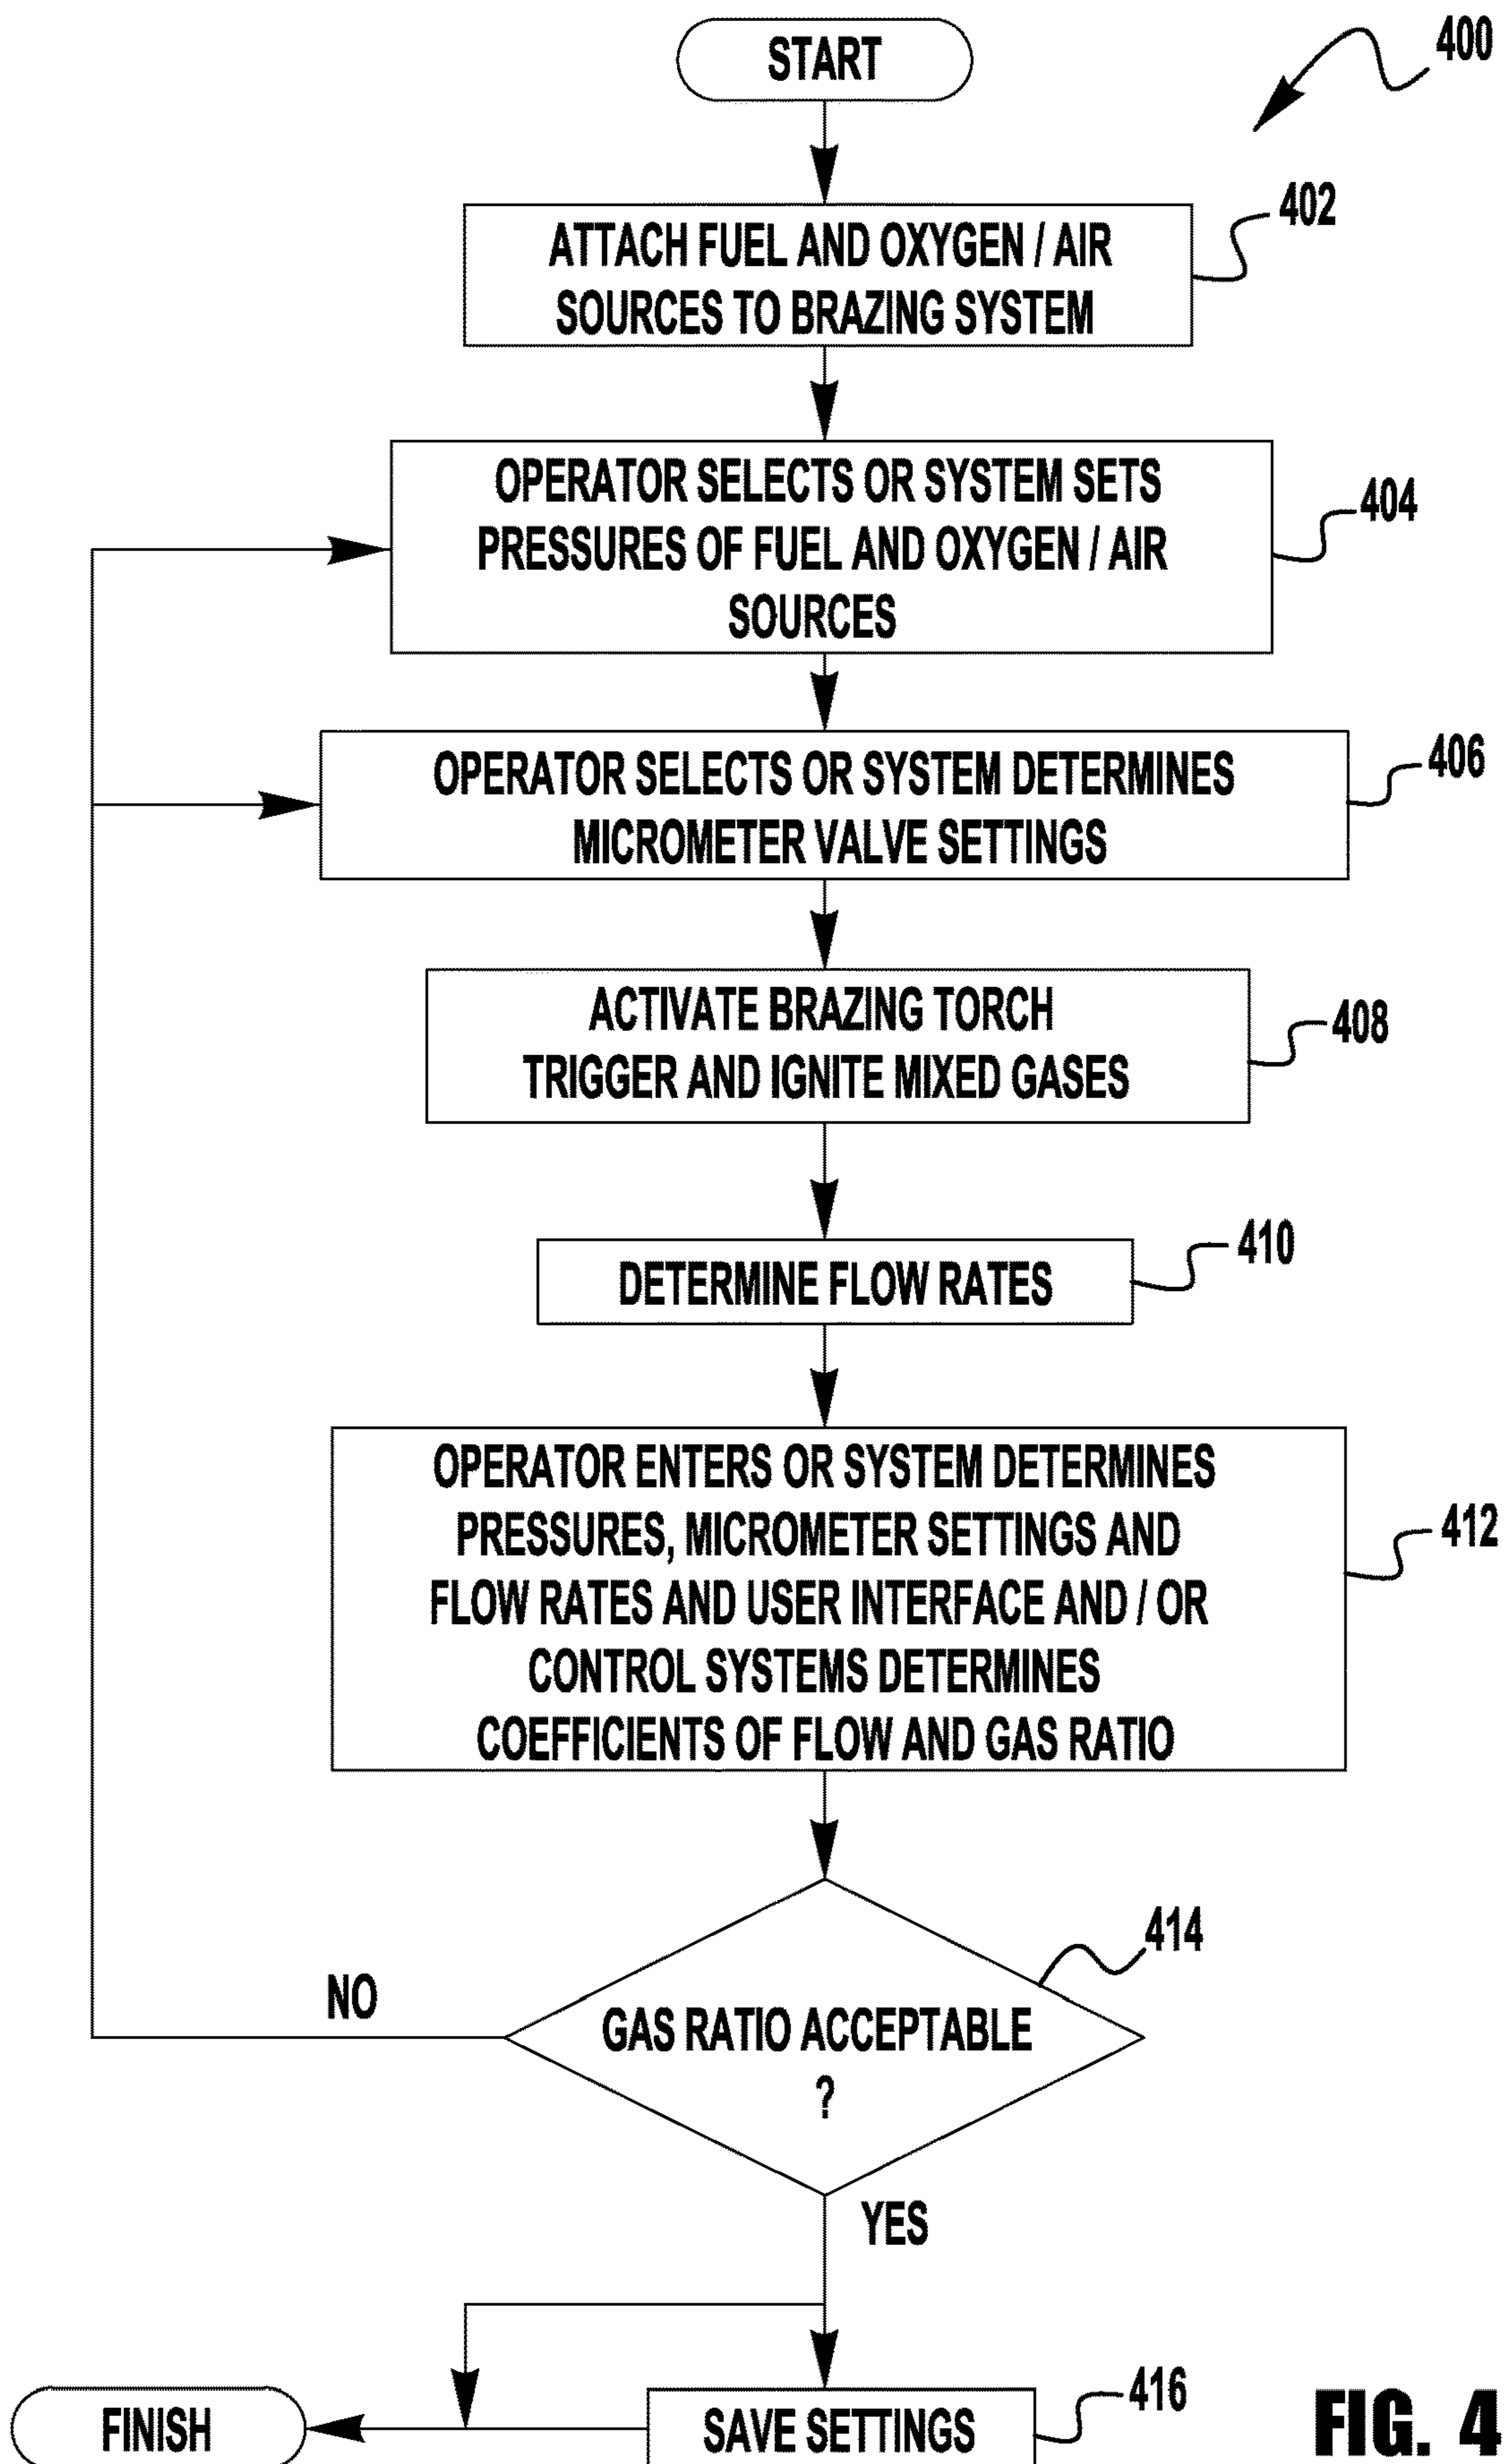 START
400
ATTACH FUEL AND OXYGEN / AIR
SOURCES TO BRAZING SYSTEM
402
OPERATOR SELECTS OR SYSTEM SETS
PRESSURES OF FUEL AND OXYGEN / AIR
SOURCES
404
OPERATOR SELECTS OR SYSTEM DETERMINES
MICROMETER VALVE SETTINGS
406
ACTIVATE BRAZING TORCH
TRIGGER AND IGNITE MIXED GASES
408
DETERMINE FLOW RATES
410
OPERATOR ENTERS OR SYSTEM DETERMINES
PRESSURES, MICROMETER SETTINGS AND
FLOW RATES AND USER INTERFACE AND / OR
CONTROL SYSTEMS DETERMINES
COEFFICIENTS OF FLOW AND GAS RATIO
412
GAS RATIO ACCEPTABLE
?
414
NO
YES
SAVE SETTINGS
416
FINISH
FIG. 4